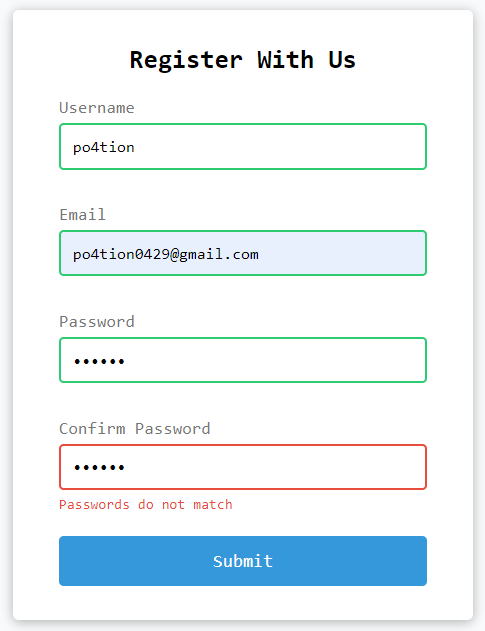 Register With Us
Username
po4tion
Email
po4tion0429@gmail.com
Password
••••••
Confirm Password
••••••
Passwords do not match
Submit